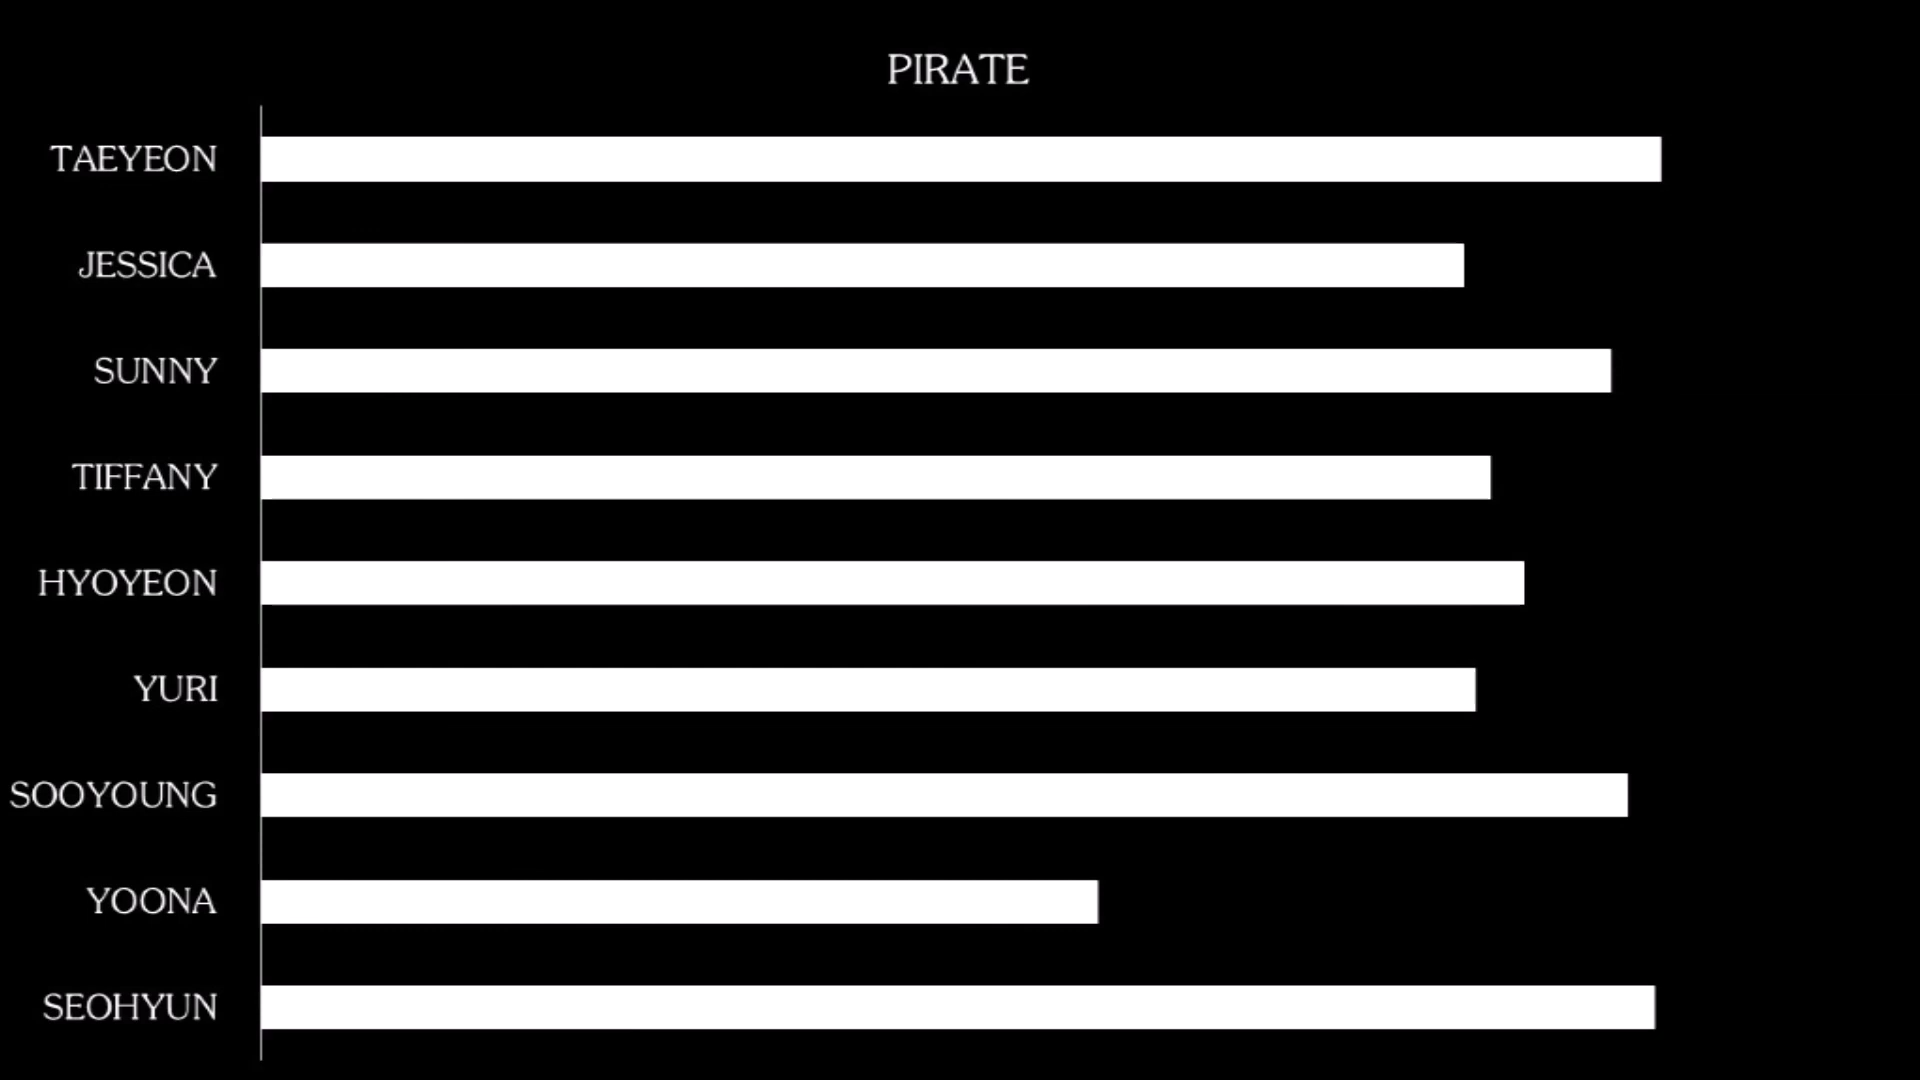 PIRATE
TAEYEON
JESSICA
SUNNY
TIFFANY
HYOYEON
YURI
SOOYOUNG
YOONA
SEOHYUN